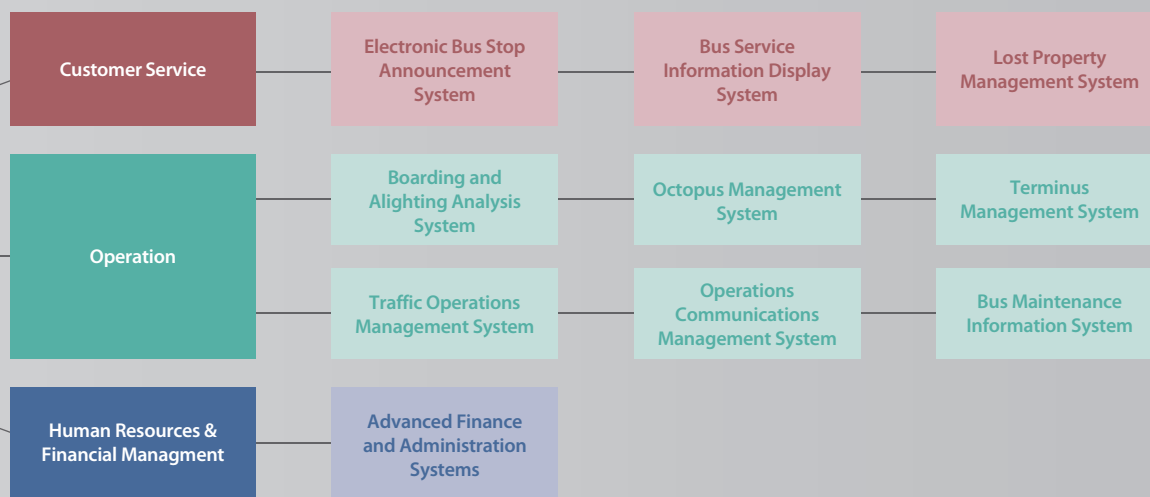 Customer Service
Electronic Bus Stop
Announcement
System
Bus Service
Information Display
System
Lost Property
Management System
Operation
Boarding and
Alighting Analysis
System
Octopus Management
System
Terminus
Management System
Traffic Operations
Management System
Operations
Communications
Management System
Bus Maintenance
Information System
Human Resources &
Financial Managment
Advanced Finance
and Administration
Systems